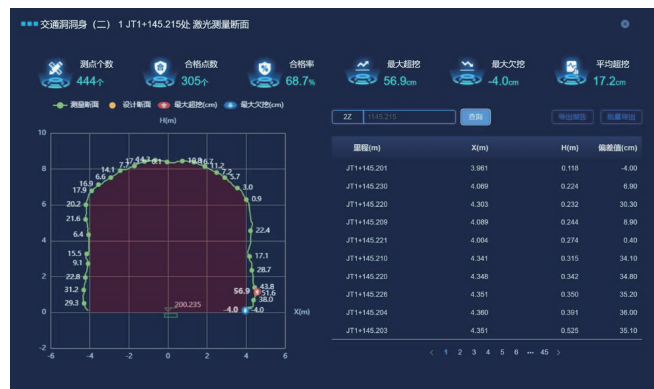 交通洞洞身（二） 1 JT1+145.215处 激光测量断面
测点个数
444个
合格点数
305个
合格率
68.7%
最大超挖
56.9cm
最大欠挖
-4.0cm
平均超挖
17.2cm
测量断面 设计断面 最大超挖(cm) 最大欠挖(cm)
H(m)
10
8
6
4
2
0
-2
-6 -4 -2 0 2 4 6
X(m)
14.1
6.6
16.9
17.9
20.2
21.6
6.4
15.5
9.1
22.8
31.2
29.3
11.2
7.2
5.7
3.0
0.9
22.4
17.1
28.7
43.8
56.9
51.6
38.0
-4.0
-4.0
200.235
2Z 1145.215 查询 导出报告 批量导出
里程(m) X(m) H(m) 偏差值(cm)
JT1+145.201 3.961 0.118 -4.00
JT1+145.230 4.069 0.224 6.90
JT1+145.220 4.303 0.232 30.30
JT1+145.209 4.089 0.244 8.90
JT1+145.221 4.004 0.274 0.40
JT1+145.210 4.341 0.315 34.10
JT1+145.220 4.348 0.342 34.80
JT1+145.226 4.351 0.350 35.20
JT1+145.204 4.360 0.391 36.00
JT1+145.203 4.351 0.525 35.10
< 1 2 3 4 5 6 ••• 45 >